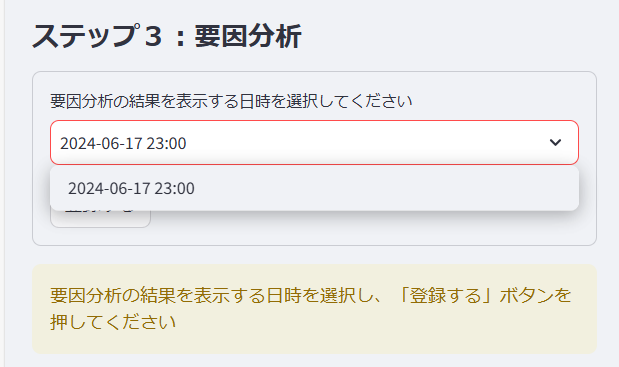 ステップ3：要因分析
要因分析の結果を表示する日時を選択してください
2024-06-17 23:00
2024-06-17 23:00
要因分析の結果を表示する日時を選択し、「登録する」ボタンを
押してください